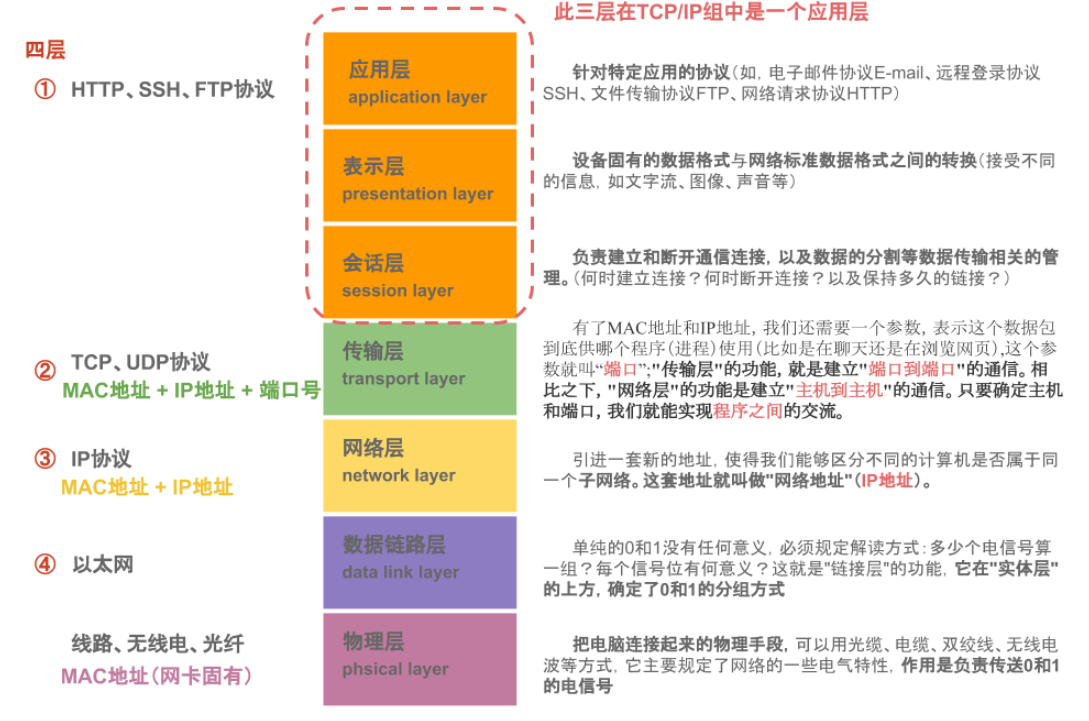 此三层在TCP/IP组中是一个应用层
四层
① HTTP、SSH、FTP协议
应用层
application layer
针对特定应用的协议(如, 电子邮件协议E-mail、远程登录协议
SSH、文件传输协议FTP、网络请求协议HTTP)
表示层
presentation layer
设备固有的数据格式与网络标准数据格式之间的转换(接受不同
的信息, 如文字流、图像、声音等)
会话层
session layer
负责建立和断开通信连接, 以及数据的分割等数据传输相关的管
理。(何时建立连接？何时断开连接？以及保持多久的链接？)
② TCP、UDP协议
MAC地址 + IP地址 + 端口号
传输层
transport layer
有了MAC地址和IP地址, 我们还需要一个参数, 表示这个数据包
到底供哪个程序(进程)使用(比如是在聊天还是在浏览网页),这个参
数就叫“端口”;"传输层"的功能, 就是建立"端口到端口"的通信。相
比之下, "网络层"的功能是建立"主机到主机"的通信。只要确定主机
和端口, 我们就能实现程序之间的交流。
③ IP协议
MAC地址 + IP地址
网络层
network layer
引进一套新的地址, 使得我们能够区分不同的计算机是否属于同
一个子网络。这套地址就叫做"网络地址"(IP地址)。
④ 以太网
数据链路层
data link layer
单纯的0和1没有任何意义, 必须规定解读方式: 多少个电信号算
一组？每个信号位有何意义？这就是"链接层"的功能, 它在"实体层"
的上方, 确定了0和1的分组方式
线路、无线电、光纤
MAC地址(网卡固有)
物理层
phsical layer
把电脑连接起来的物理手段, 可以用光缆、电缆、双绞线、无线电
波等方式, 它主要规定了网络的一些电气特性, 作用是负责传送0和1
的电信号